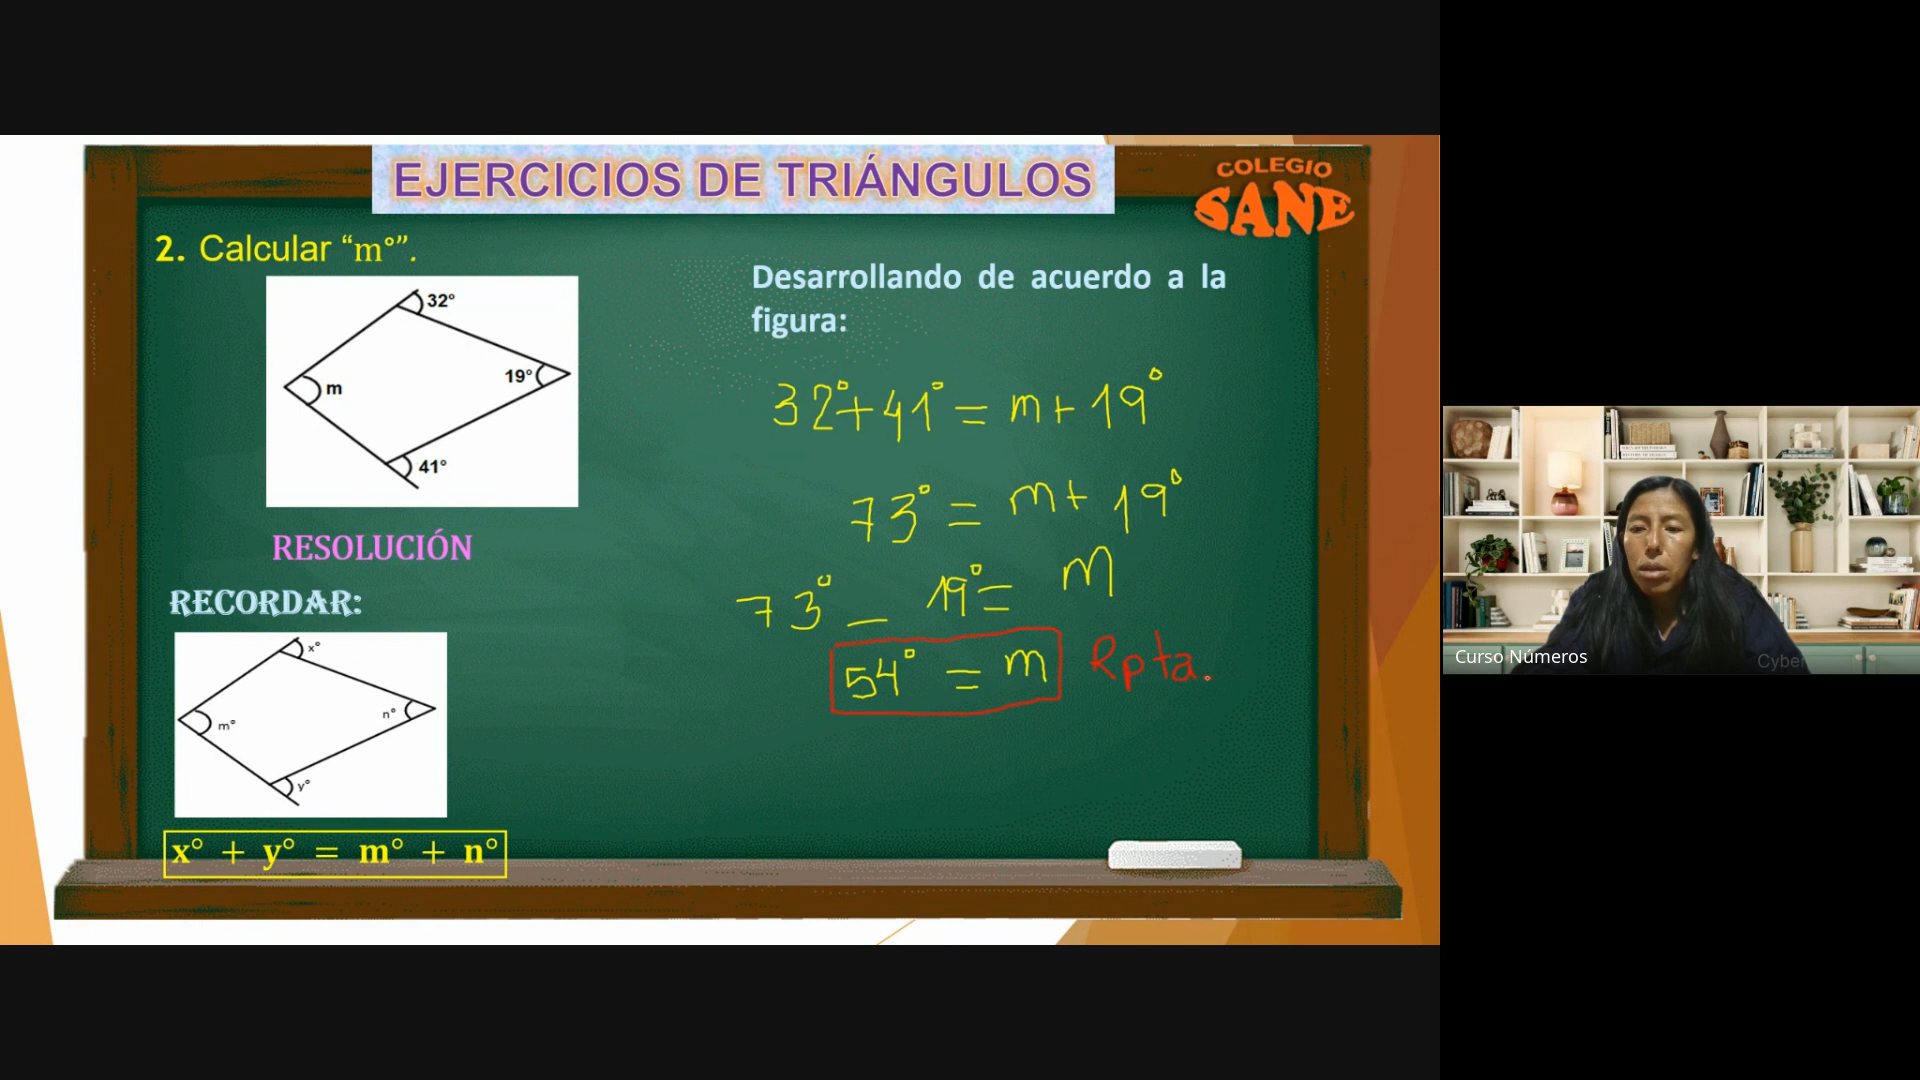 EJERCICIOS DE TRIÁNGULOS
COLEGIO
SANE
2. Calcular “m°”.
32°
m
19°
41°
RESOLUCIÓN
RECORDAR:
x°
m°
n°
y°
x° + y° = m° + n°
Desarrollando de acuerdo a la
figura:
32°+41° = m+19°
73° = m+19°
73° _ 19° = m
54° = m Rpta.
Curso Números
Cyber